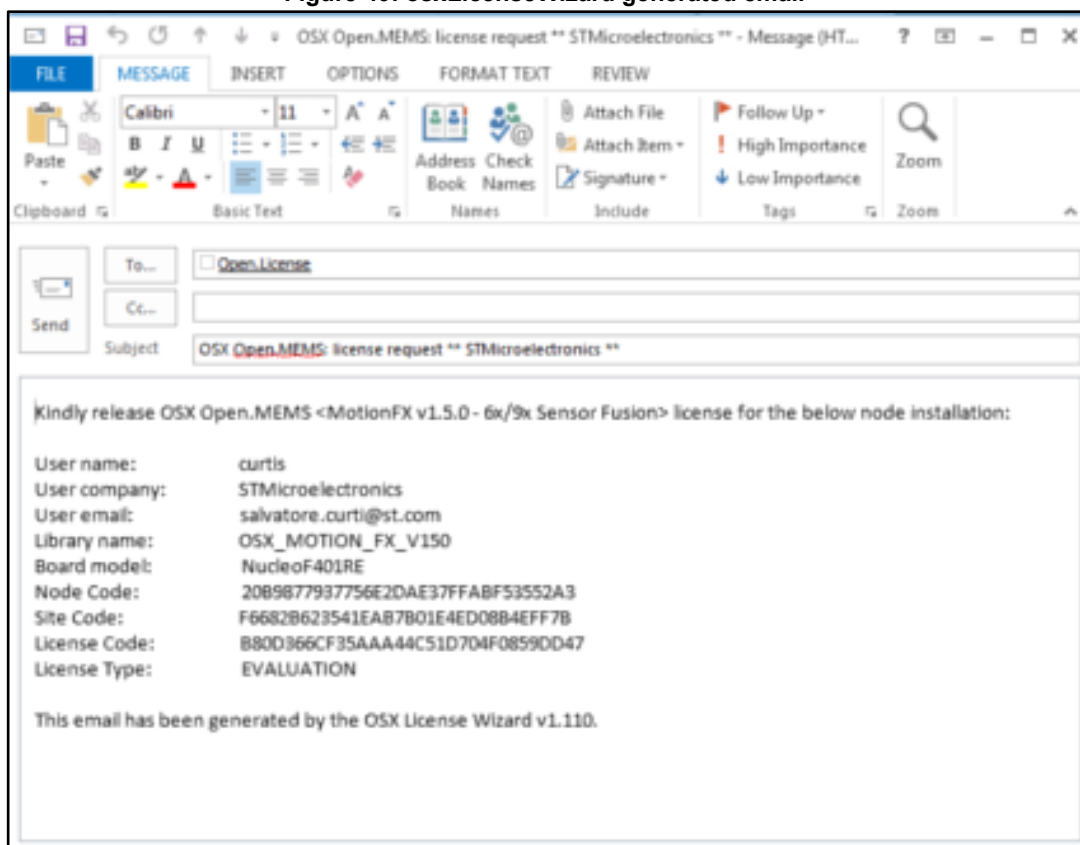 OSX Open.MEMS: license request ** STMicroelectronics ** - Message (HT...
FILE MESSAGE INSERT OPTIONS FORMAT TEXT REVIEW
Calibri 11 A A Attach File Follow Up
Paste B I U Address Book Check Names Attach Item High Importance Zoom
Signature Low Importance
Clipboard Basic Text Names Include Tags Zoom
To... Open.License
Cc...
Send
Subject OSX Open.MEMS: license request ** STMicroelectronics **
Kindly release OSX Open.MEMS <MotionFX v1.5.0 - 6x/9x Sensor Fusion> license for the below node installation:
User name: curtis
User company: STMicroelectronics
User email: salvatore.curti@st.com
Library name: OSX_MOTION_FX_V150
Board model: NucleoF401RE
Node Code: 20B9877937756E2DAE37FFABF53552A3
Site Code: F6682B623541EAB7B01E4ED08B4EFF7B
License Code: B80D366CF35AAA44C51D704F0859DD47
License Type: EVALUATION
This email has been generated by the OSX License Wizard v1.110.